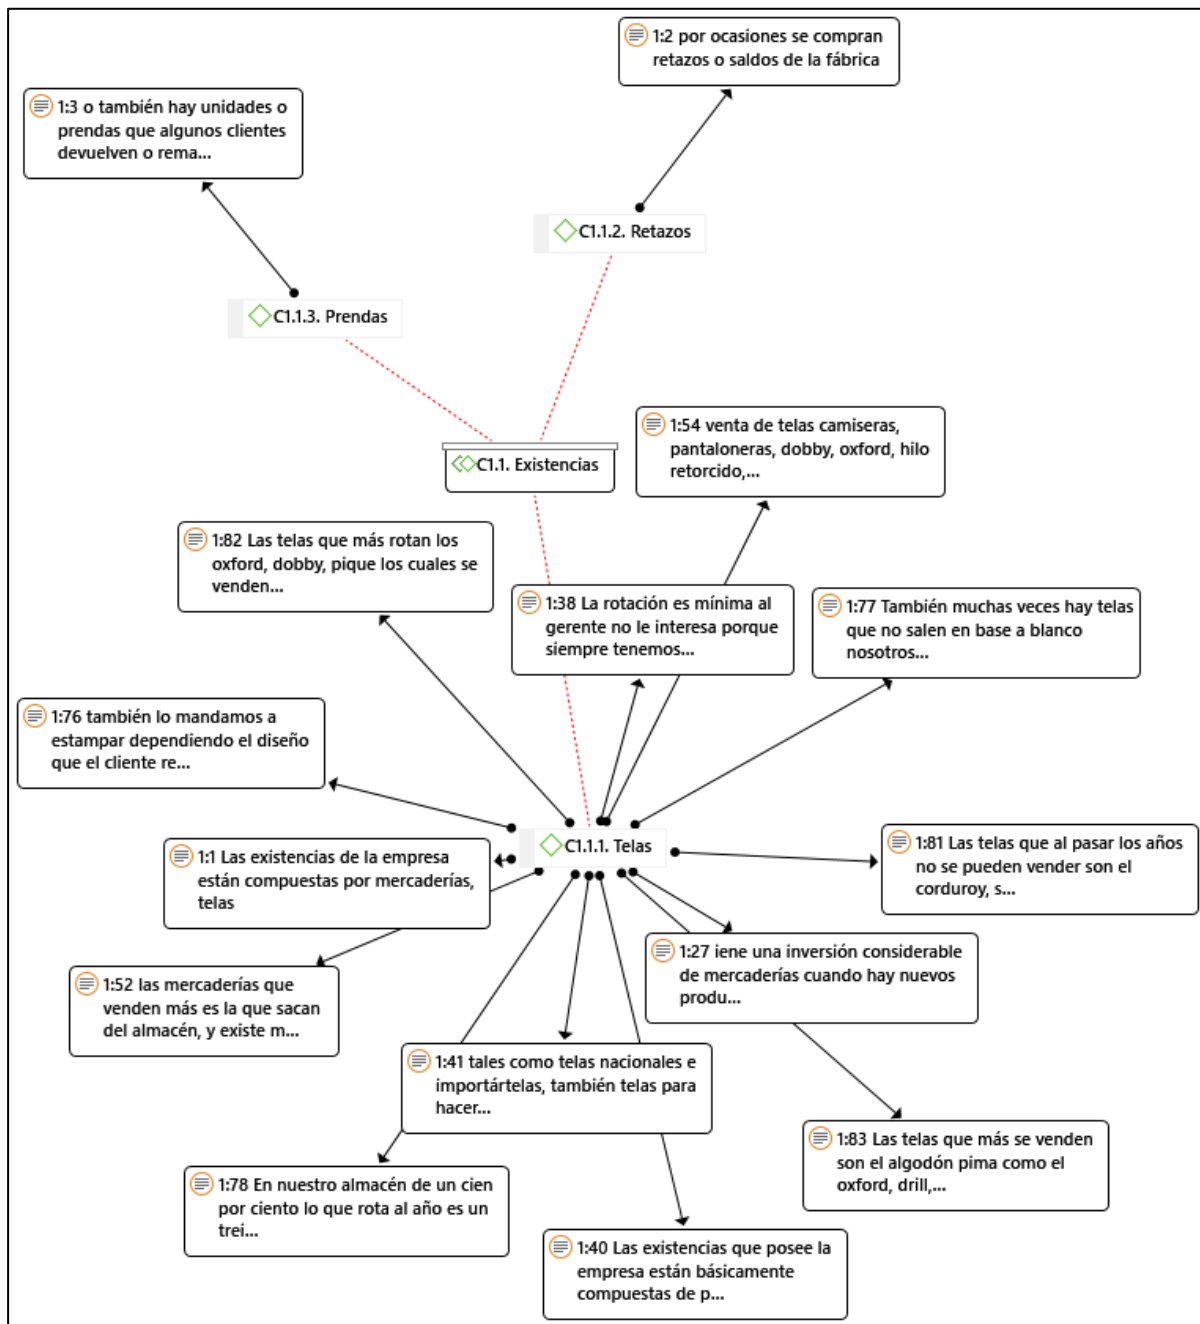 1:2 por ocasiones se compran
retazos o saldos de la fábrica
1:3 o también hay unidades o
prendas que algunos clientes
devuelven o rema...
C1.1.2. Retazos
C1.1.3. Prendas
C1.1. Existencias
1:54 venta de telas camiseras,
pantaloneras, dobby, oxford, hilo
retorcido,...
1:82 Las telas que más rotan los
oxford, dobby, pique los cuales se
venden...
1:38 La rotación es mínima al
gerente no le interesa porque
siempre tenemos...
1:77 También muchas veces hay telas
que no salen en base a blanco
nosotros...
1:76 también lo mandamos a
estampar dependiendo el diseño
que el cliente re...
C1.1.1. Telas
1:1 Las existencias de la empresa
están compuestas por mercaderías,
telas
1:81 Las telas que al pasar los años
no se pueden vender son el
corduroy, s...
1:27 iene una inversión considerable
de mercaderías cuando hay nuevos
produ...
1:52 las mercaderías que
venden más es la que sacan
del almacén, y existe m...
1:41 tales como telas nacionales e
importártelas, también telas para
hacer...
1:83 Las telas que más se venden
son el algodón pima como el
oxford, drill,...
1:78 En nuestro almacén de un cien
por ciento lo que rota al año es un
trei...
1:40 Las existencias que posee la
empresa están básicamente
compuestas de p...